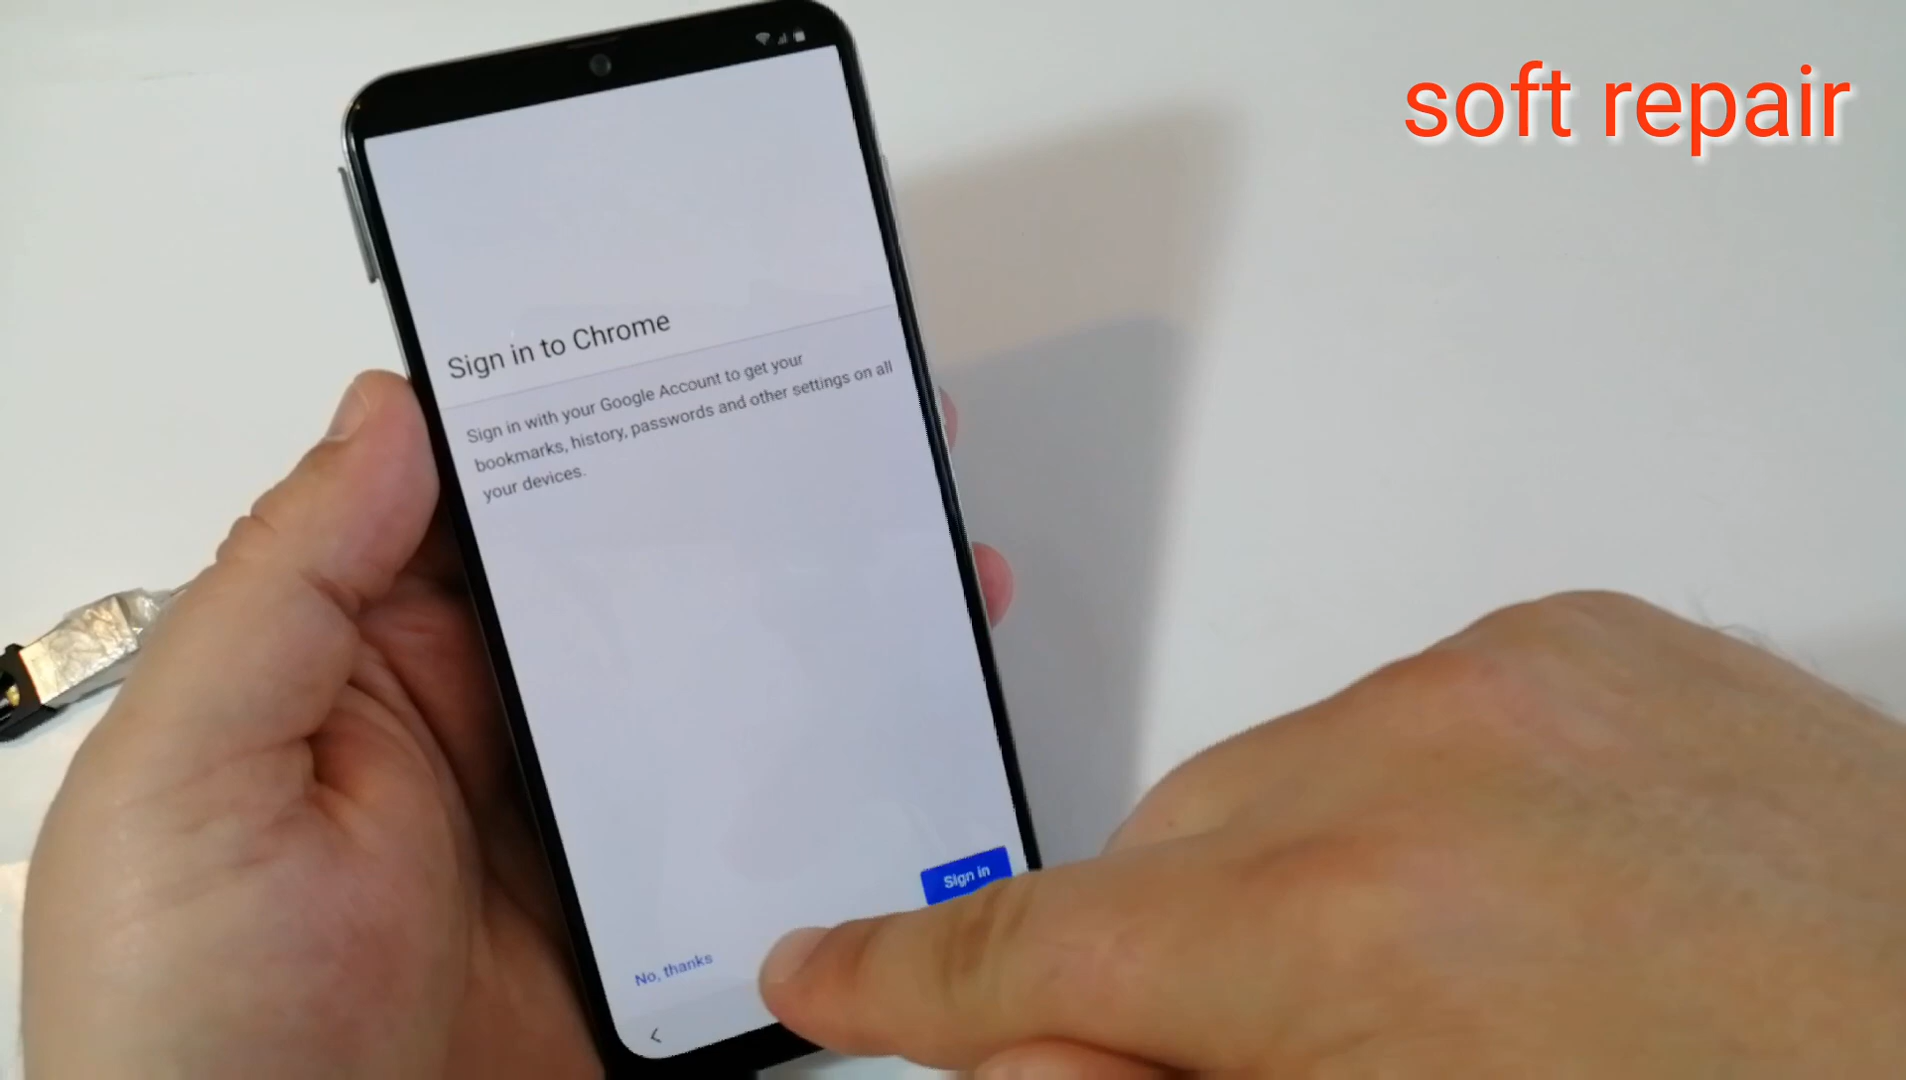 soft repair
Sign in to Chrome
Sign in with your Google Account to get your
bookmarks, history, passwords and other settings on all
your devices.
Sign in
No, thanks